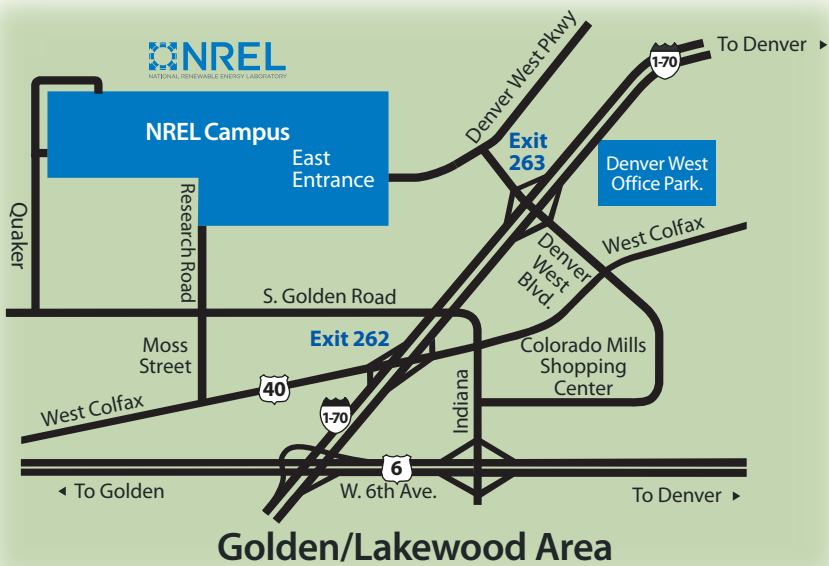 NREL
NATIONAL RENEWABLE ENERGY LABORATORY
Denver West Pkwy
1-70
To Denver ▸
NREL Campus
East
Entrance
Exit
263
Denver West
Office Park.
Quaker
Research Road
Denver
West
Blvd.
West Colfax
S. Golden Road
Moss
Street
Exit 262
Colorado Mills
Shopping
Center
40
West Colfax
1-70
Indiana
6
◂ To Golden
W. 6th Ave.
To Denver ▸
Golden/Lakewood Area